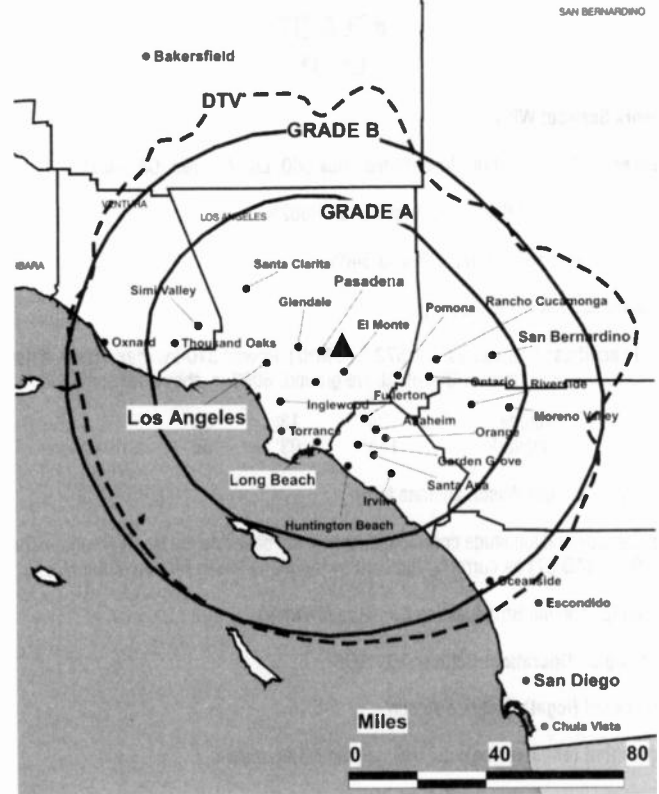 SAN BERNARDINO
Bakersfield
DTV
GRADE B
VENTURA
LOS ANGELES
GRADE A
Santa Clarita
Pasadena
Simi Valley
Glendale
Pomona
Rancho Cucamonga
El Monte
Oxnard
Thousand Oaks
San Bernardino
Ontario
Riverside
Fullerton
Los Angeles
Inglewood
Moreno Valley
Anaheim
Torrance
Orange
Long Beach
Garden Grove
Santa Ana
Irvine
Huntington Beach
Oceanside
Escondido
San Diego
Miles
Chula Vista
0 40 80